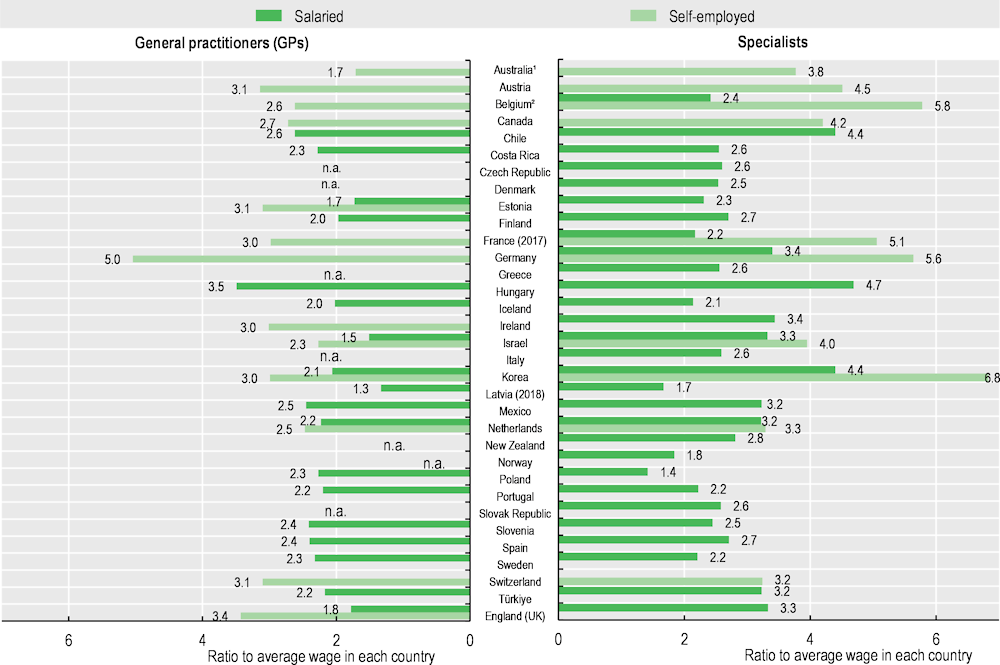 Salaried Self-employed
General practitioners (GPs) Specialists
1.7 Australia¹ 3.8
3.1 Austria 4.5
2.4
2.6 Belgium² 5.8
2.7 Canada 4.2
2.6 Chile 4.4
2.3 Costa Rica 2.6
n.a. Czech Republic 2.6
n.a. Denmark 2.5
1.7 2.3
3.1 Estonia
2.0 Finland 2.7
2.2
3.0 France (2017) 5.1
3.4
5.0 Germany 5.6
n.a. Greece 2.6
3.5 Hungary 4.7
2.0 Iceland 2.1
3.0 Ireland 3.4
1.5 3.3
2.3 Israel 4.0
n.a. Italy 2.6
2.1 4.4
3.0 Korea 6.8
1.3 Latvia (2018) 1.7
2.5 Mexico 3.2
2.2 3.2
2.5 Netherlands 3.3
n.a. New Zealand 2.8
n.a. Norway 1.8
2.3 Poland 1.4
2.2 Portugal 2.2
n.a. Slovak Republic 2.6
2.4 Slovenia 2.5
2.4 Spain 2.7
2.3 Sweden 2.2
3.1 Switzerland 3.2
2.2 Türkiye 3.2
1.8 3.3
3.4 England (UK)
6 4 2 0 0 2 4 6
Ratio to average wage in each country Ratio to average wage in each country